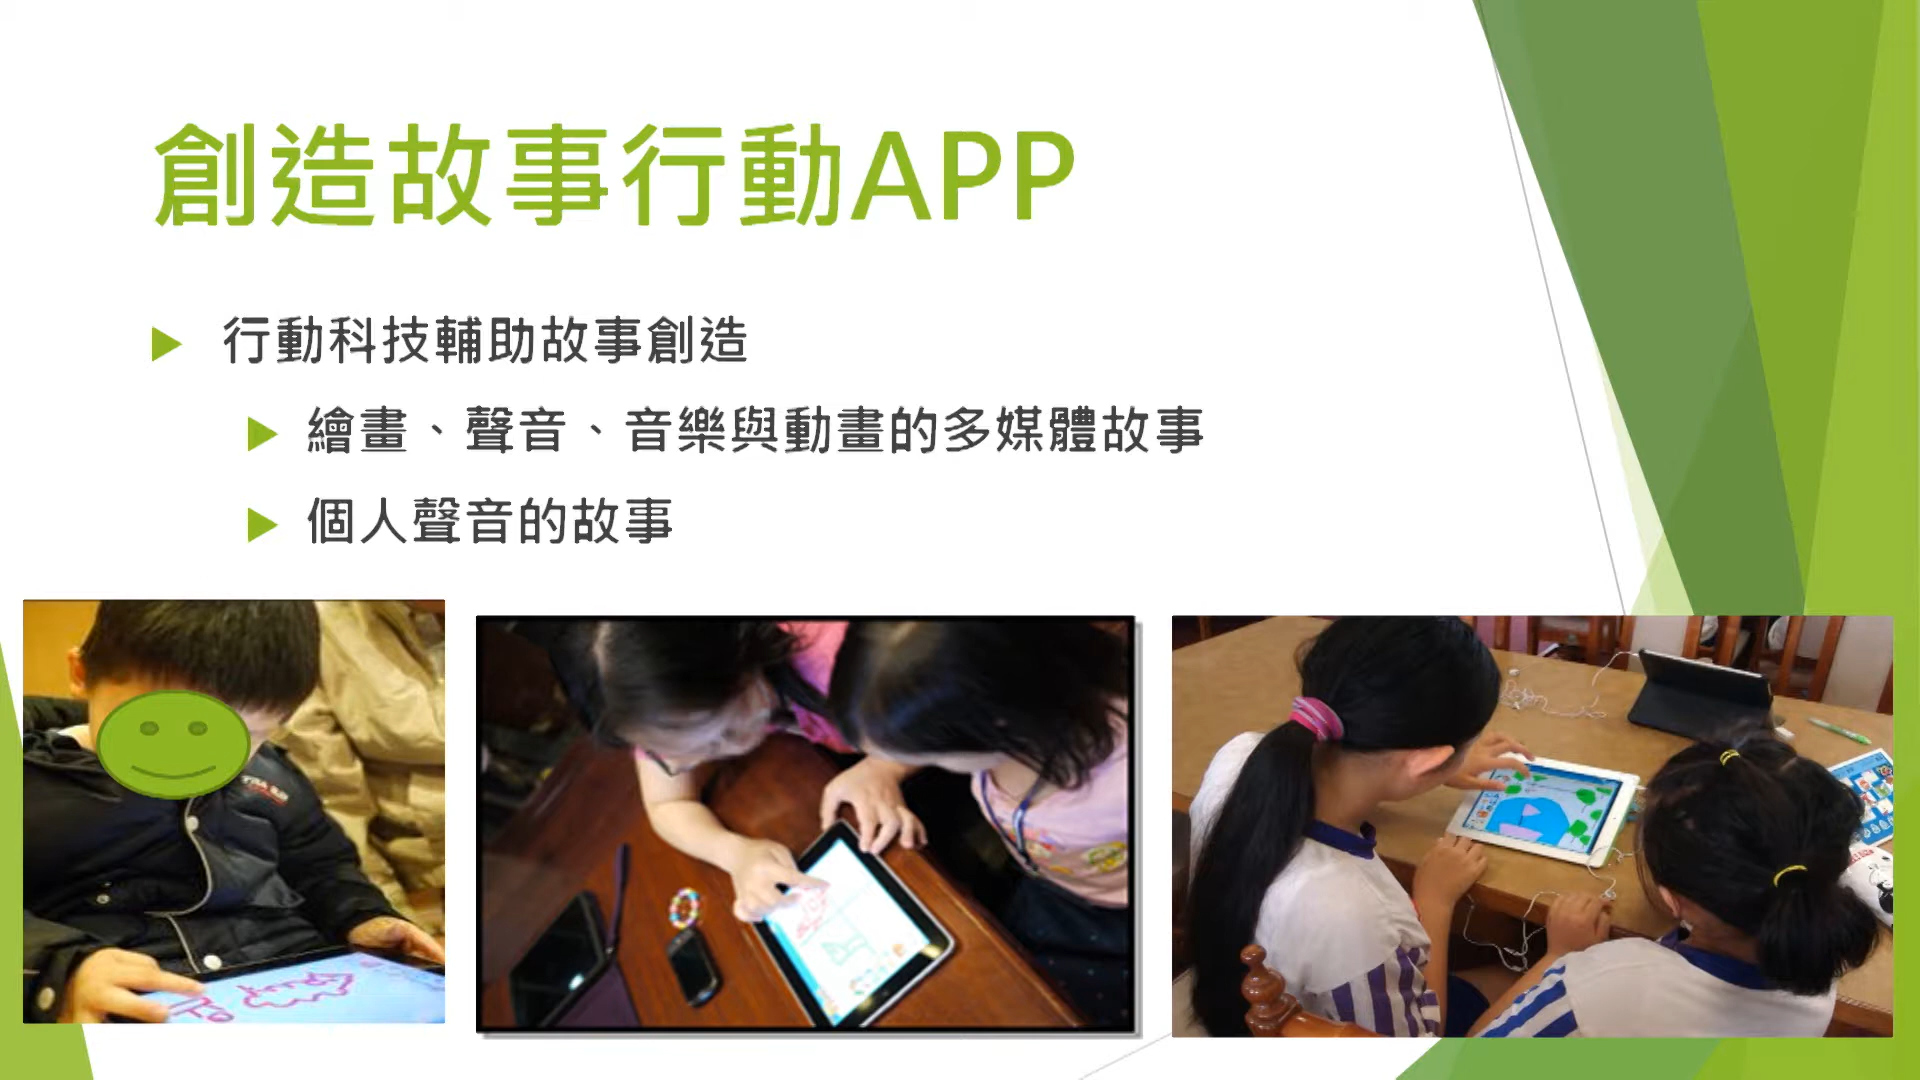 創造故事行動APP
行動科技輔助故事創造
繪畫、聲音、音樂與動畫的多媒體故事
個人聲音的故事